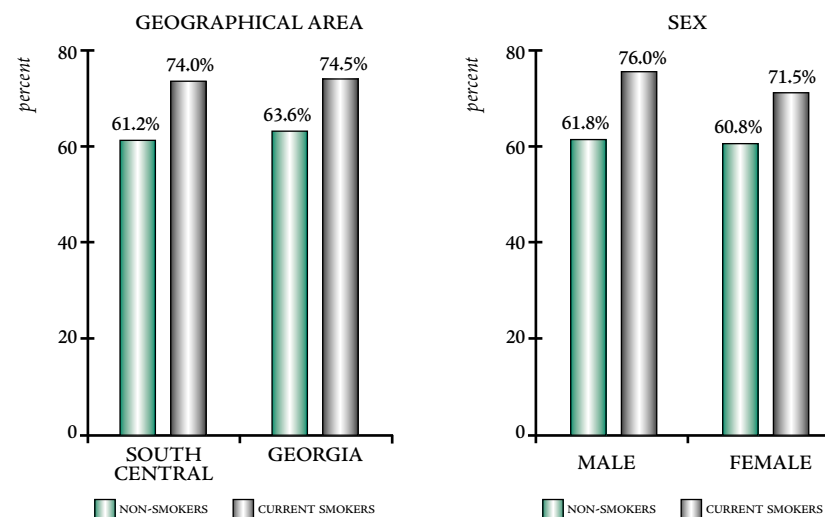 GEOGRAPHICAL AREA
percent
80
60
40
20
0
61.2%
74.0%
63.6%
74.5%
SOUTH
CENTRAL
GEORGIA
NON-SMOKERS
CURRENT SMOKERS
SEX
percent
80
60
40
20
0
61.8%
76.0%
60.8%
71.5%
MALE
FEMALE
NON-SMOKERS
CURRENT SMOKERS